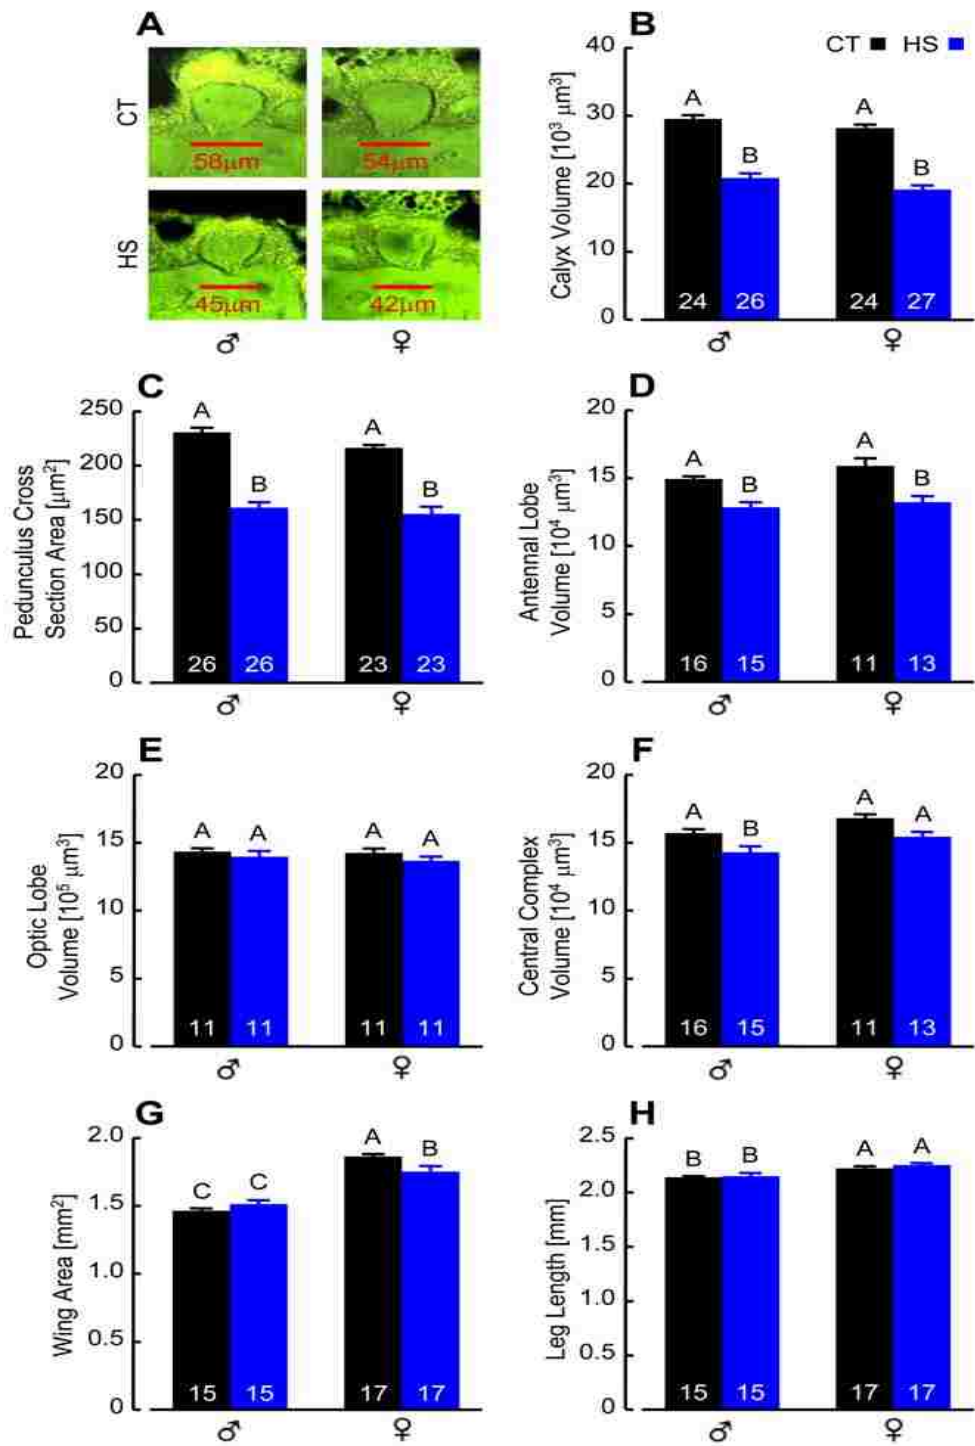 A
CT
HS
58μm
54μm
45μm
42μm
♂
♀
B
CT HS
Calyx Volume [10³ μm³]
40
30
20
10
0
A
B
A
B
24
26
24
27
♂
♀
C
Pedunculus Cross
Section Area [μm²]
250
200
150
100
50
0
A
B
A
B
26
26
23
23
♂
♀
D
Antennal Lobe
Volume [10⁴ μm³]
20
15
10
5
0
A
B
A
B
16
15
11
13
♂
♀
E
Optic Lobe
Volume [10⁵ μm³]
20
15
10
5
0
A
A
A
A
11
11
11
11
♂
♀
F
Central Complex
Volume [10⁴ μm³]
20
15
10
5
0
A
B
A
A
16
15
11
13
♂
♀
G
Wing Area [mm²]
2.0
1.5
1.0
0.5
0
C
C
A
B
15
15
17
17
♂
♀
H
Leg Length [mm]
2.5
2.0
1.5
1.0
0.5
0
B
B
A
A
15
15
17
17
♂
♀